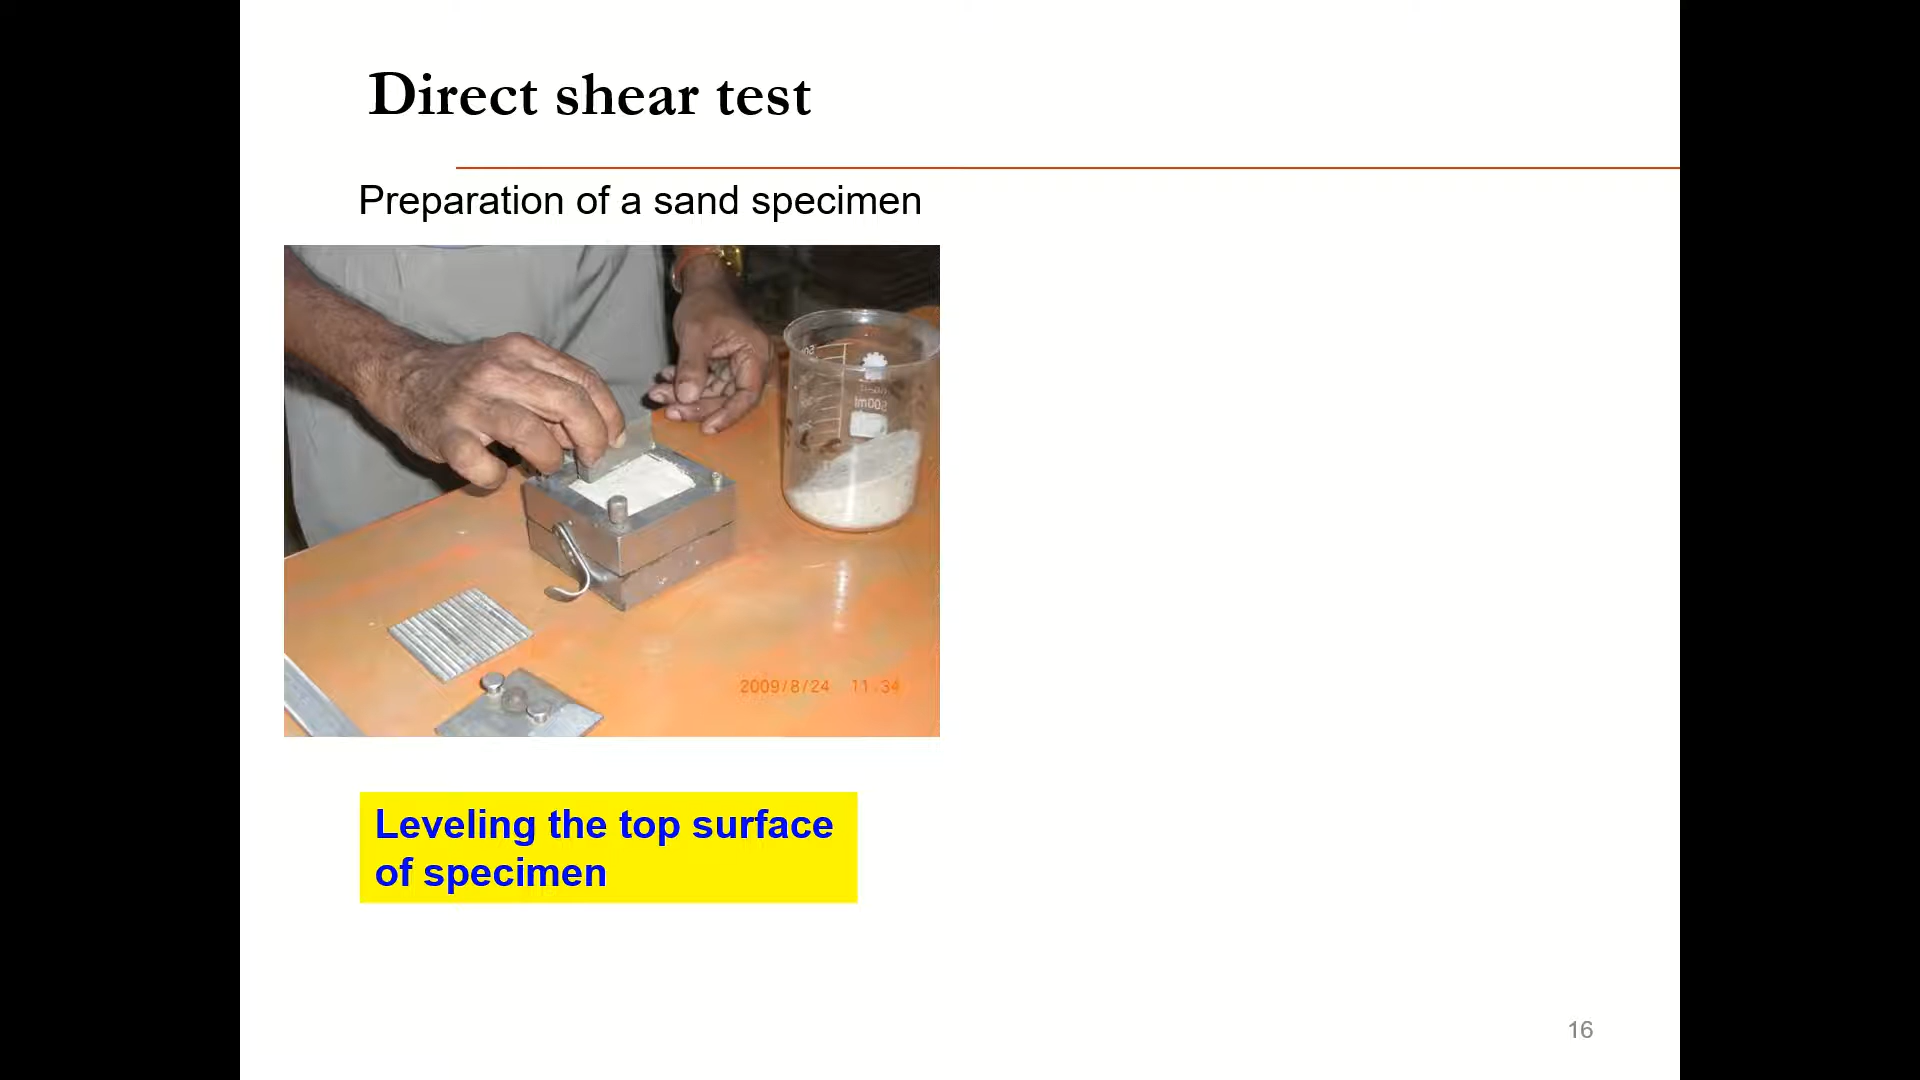 Direct shear test
Preparation of a sand specimen
500ml
2009/8/24 11:34
Leveling the top surface
of specimen
16